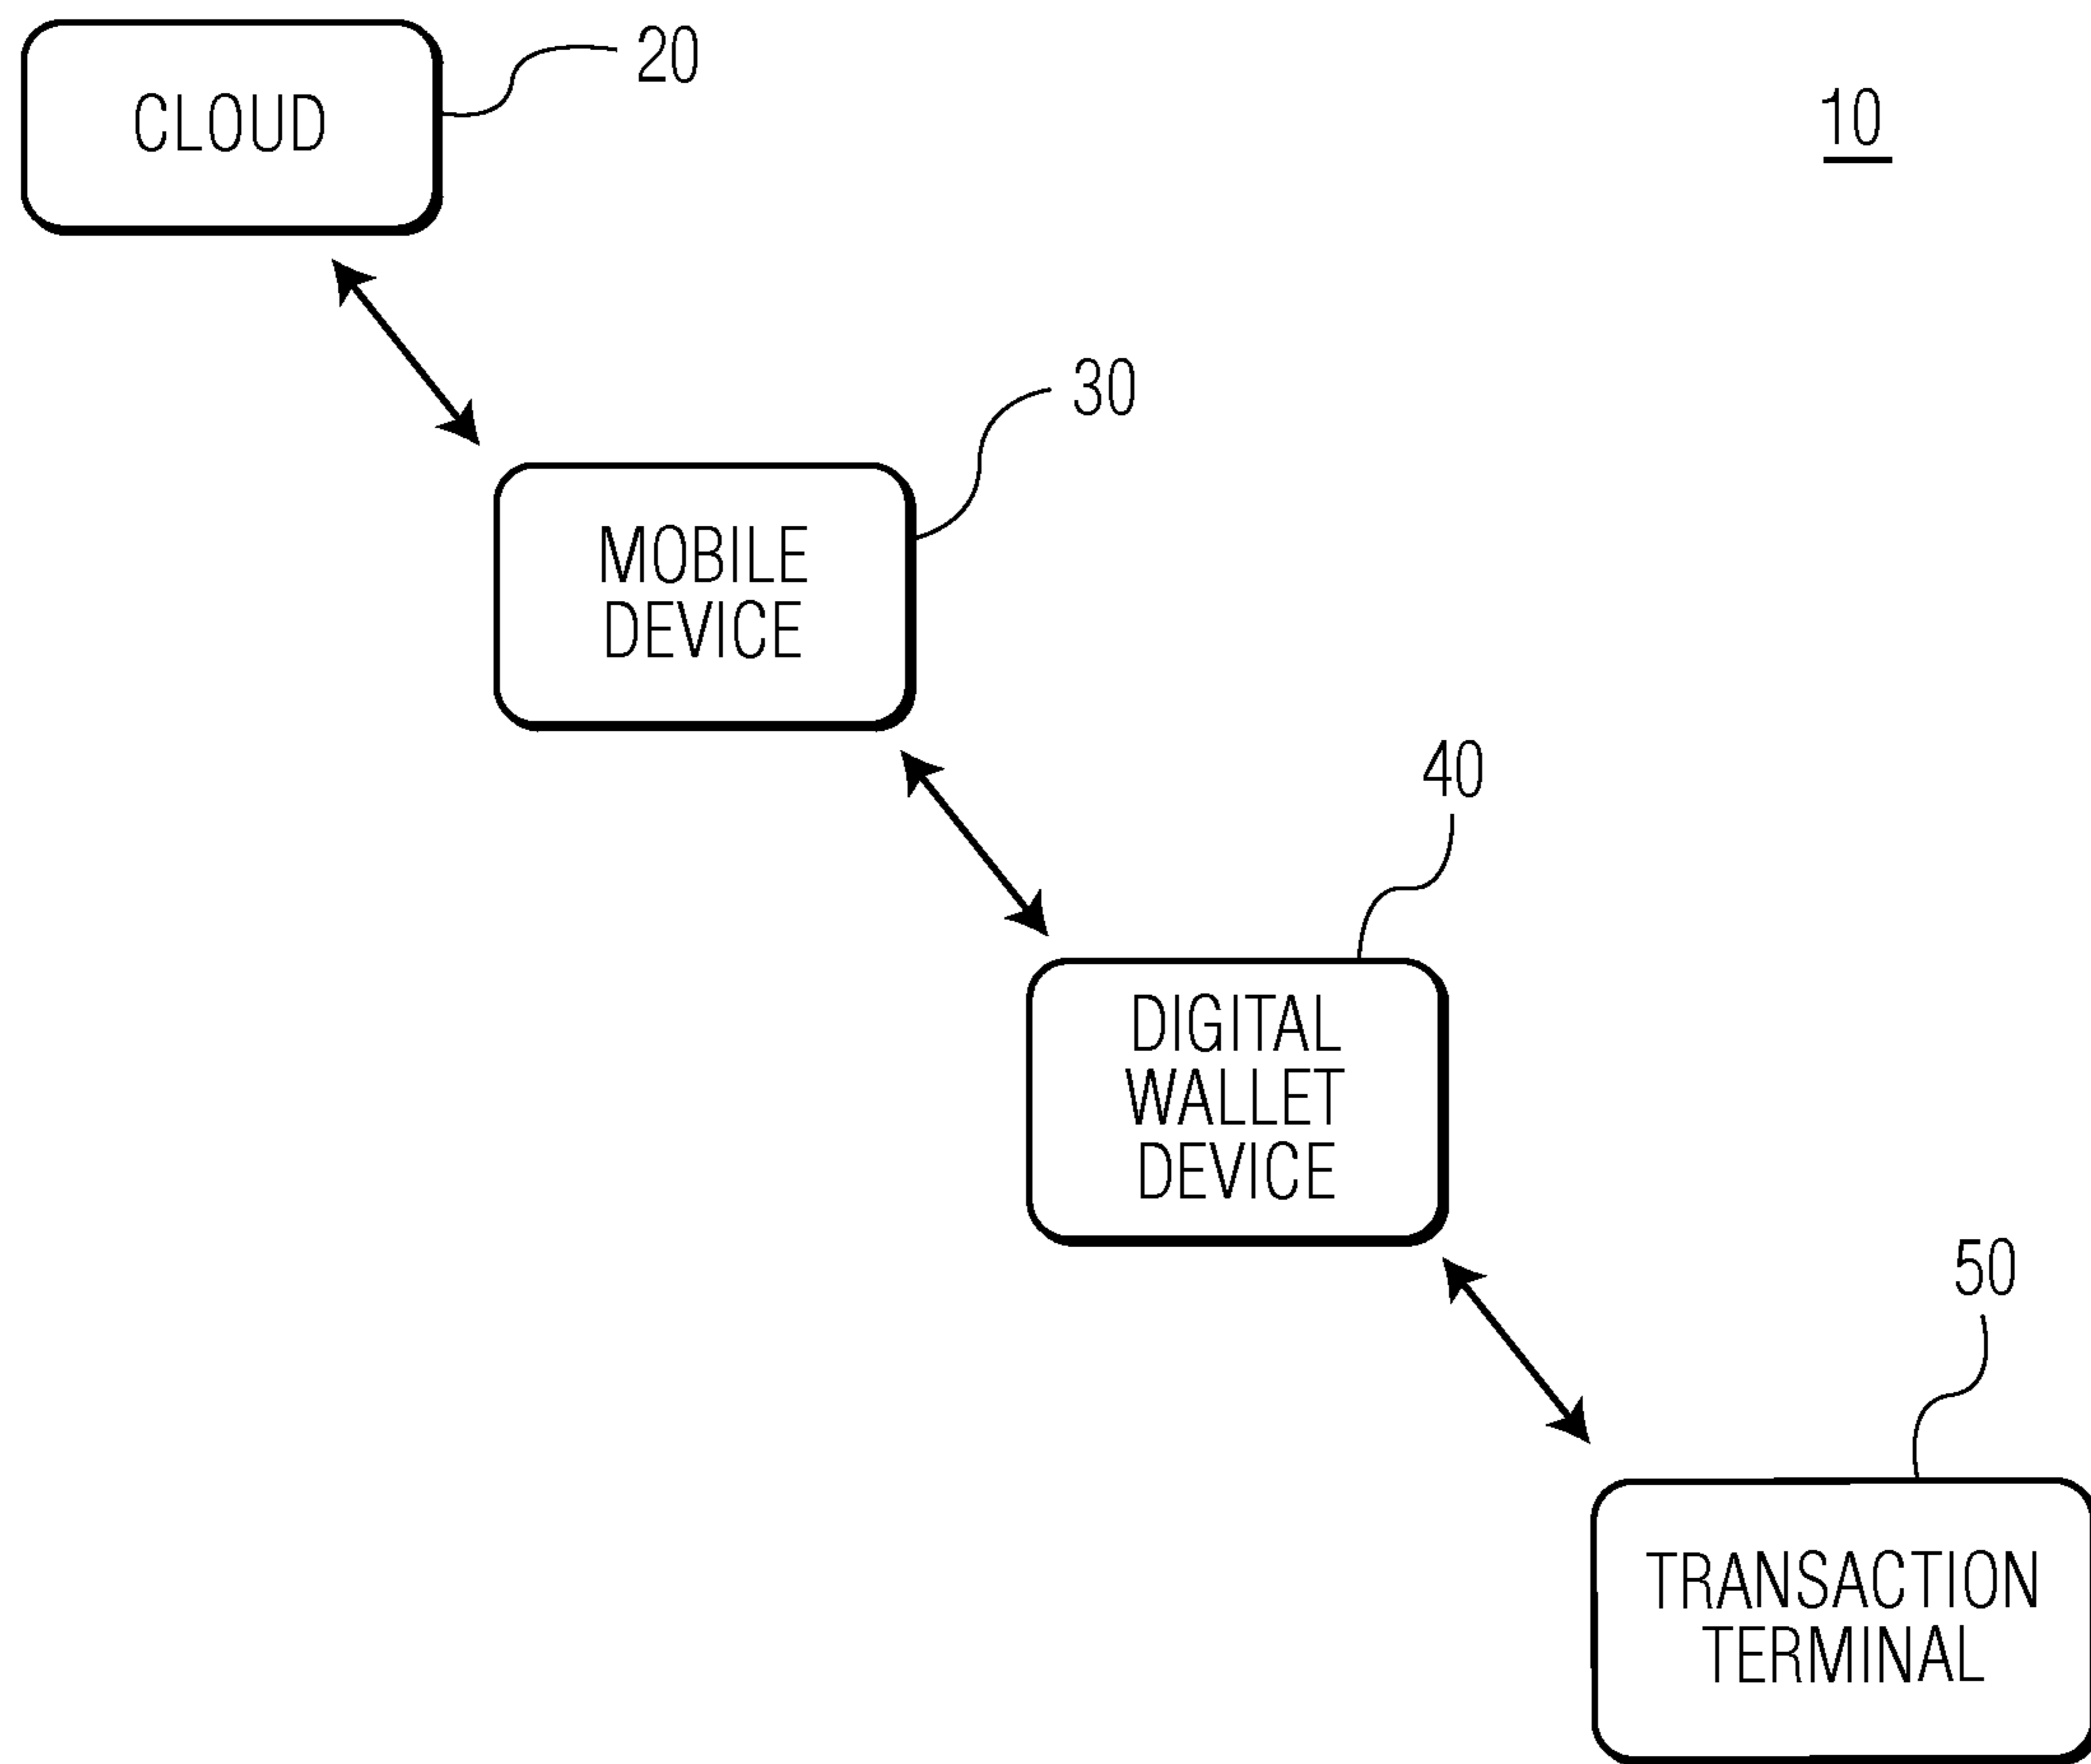 CLOUD
20
10
30
MOBILE
DEVICE
40
DIGITAL
WALLET
DEVICE
50
TRANSACTION
TERMINAL